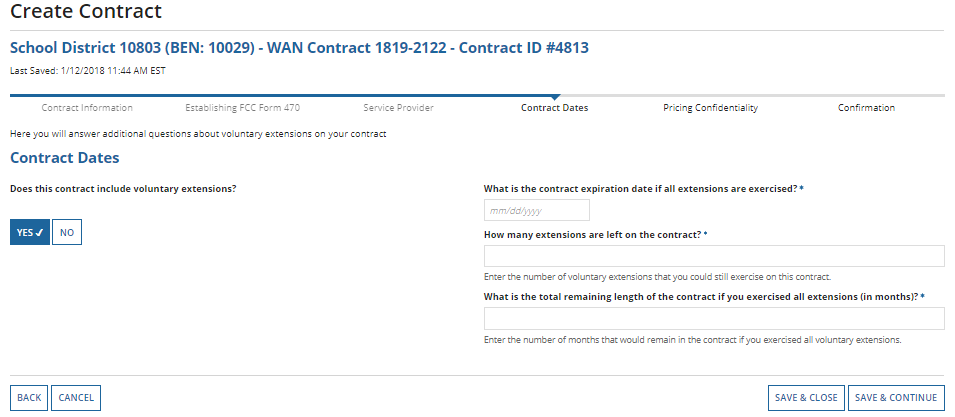 Create Contract
School District 10803 (BEN: 10029) - WAN Contract 1819-2122 - Contract ID #4813
Last Saved: 1/12/2018 11:44 AM EST
Contract Information
Establishing FCC Form 470
Service Provider
Contract Dates
Pricing Confidentiality
Confirmation
Here you will answer additional questions about voluntary extensions on your contract
Contract Dates
Does this contract include voluntary extensions?
YES ✓
NO
What is the contract expiration date if all extensions are exercised? *
mm/dd/yyyy
How many extensions are left on the contract? *
Enter the number of voluntary extensions that you could still exercise on this contract.
What is the total remaining length of the contract if you exercised all extensions (in months)? *
Enter the number of months that would remain in the contract if you exercised all voluntary extensions.
BACK
CANCEL
SAVE & CLOSE
SAVE & CONTINUE